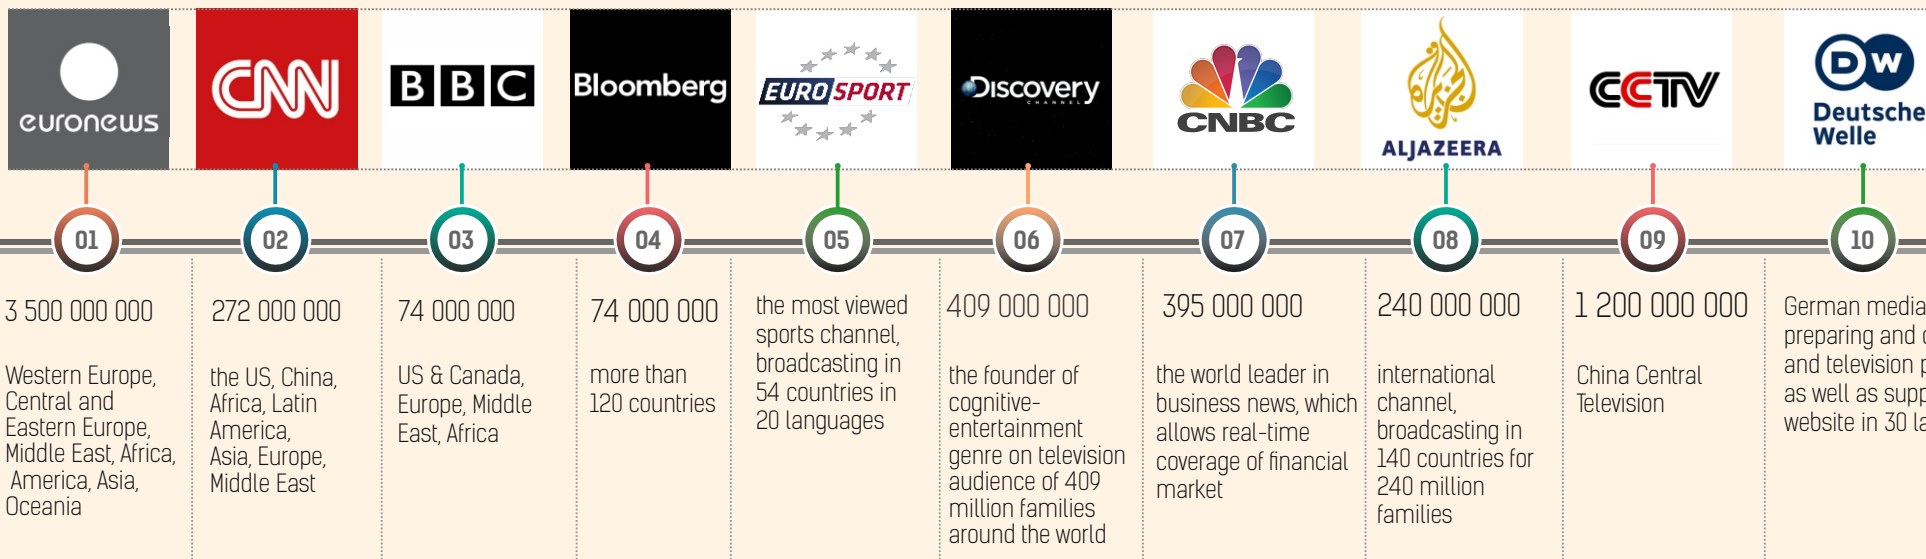 euronews
CNN
BBC
Bloomberg
EUROSPORT
Discovery
CHANNEL
CNBC
ALJAZEERA
CCTV
DW
Deutsche
Welle
01
02
03
04
05
06
07
08
09
10
3 500 000 000
Western Europe,
Central and
Eastern Europe,
Middle East, Africa,
America, Asia,
Oceania
272 000 000
the US, China,
Africa, Latin
America,
Asia, Europe,
Middle East
74 000 000
US & Canada,
Europe, Middle
East, Africa
74 000 000
more than
120 countries
the most viewed
sports channel,
broadcasting in
54 countries in
20 languages
409 000 000
the founder of
cognitive-
entertainment
genre on television
audience of 409
million families
around the world
395 000 000
the world leader in
business news, which
allows real-time
coverage of financial
market
240 000 000
international
channel,
broadcasting in
140 countries for
240 million
families
1 200 000 000
China Central
Television
German media
preparing and
and television
as well as
website in 30